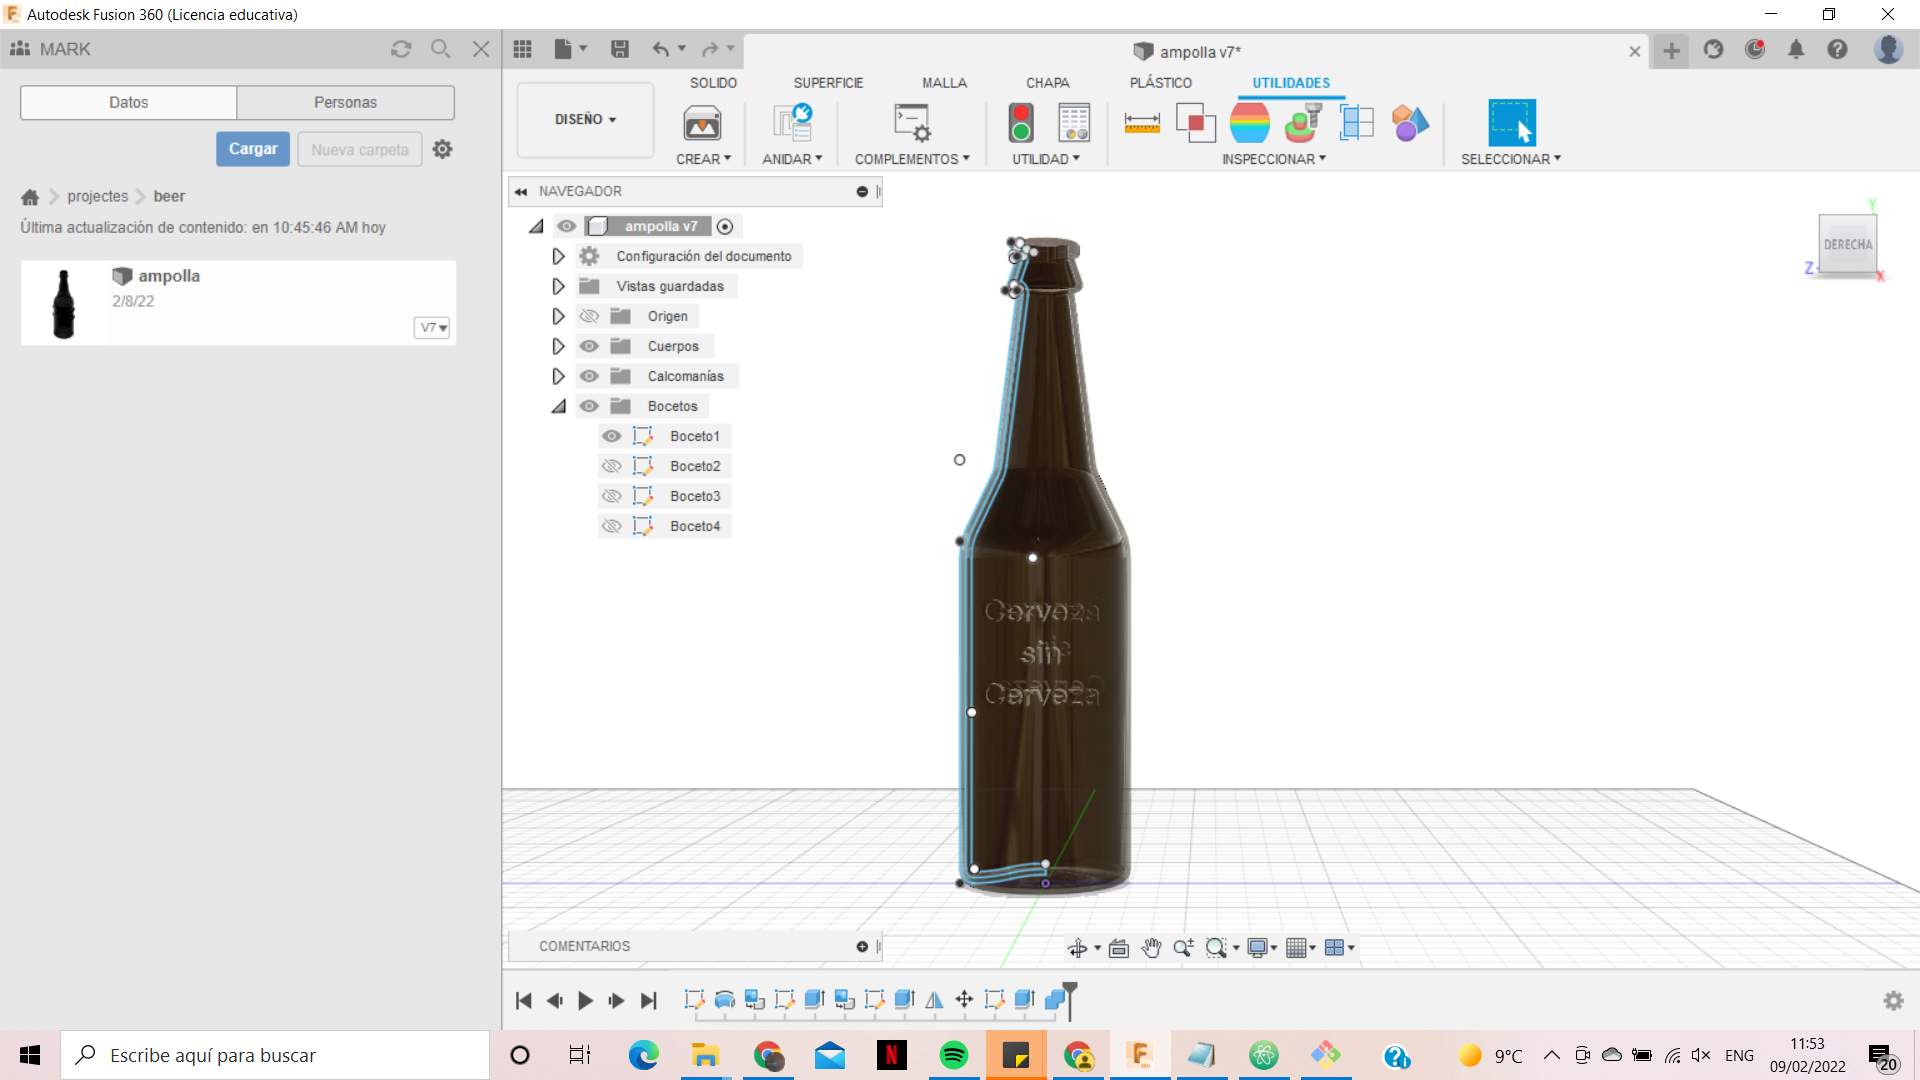 Autodesk Fusion 360 (Licencia educativa)
MARK
ampolla v7*
Datos
Personas
Cargar
Nueva carpeta
projectes
beer
Última actualización de contenido: en 10:45:46 AM hoy
ampolla
2/8/22
V7
SOLIDO
SUPERFICIE
MALLA
CHAPA
PLÁSTICO
UTILIDADES
DISEÑO
CREAR
ANIDAR
COMPLEMENTOS
UTILIDAD
INSPECCIONAR
SELECCIONAR
NAVEGADOR
ampolla v7
Configuración del documento
Vistas guardadas
Origen
Cuerpos
Calcomanías
Bocetos
Boceto1
Boceto2
Boceto3
Boceto4
Y
DERECHA
Z
X
Cerveza
sin
Cerveza
COMENTARIOS
Escribe aquí para buscar
9°C
ENG
11:53
09/02/2022
20